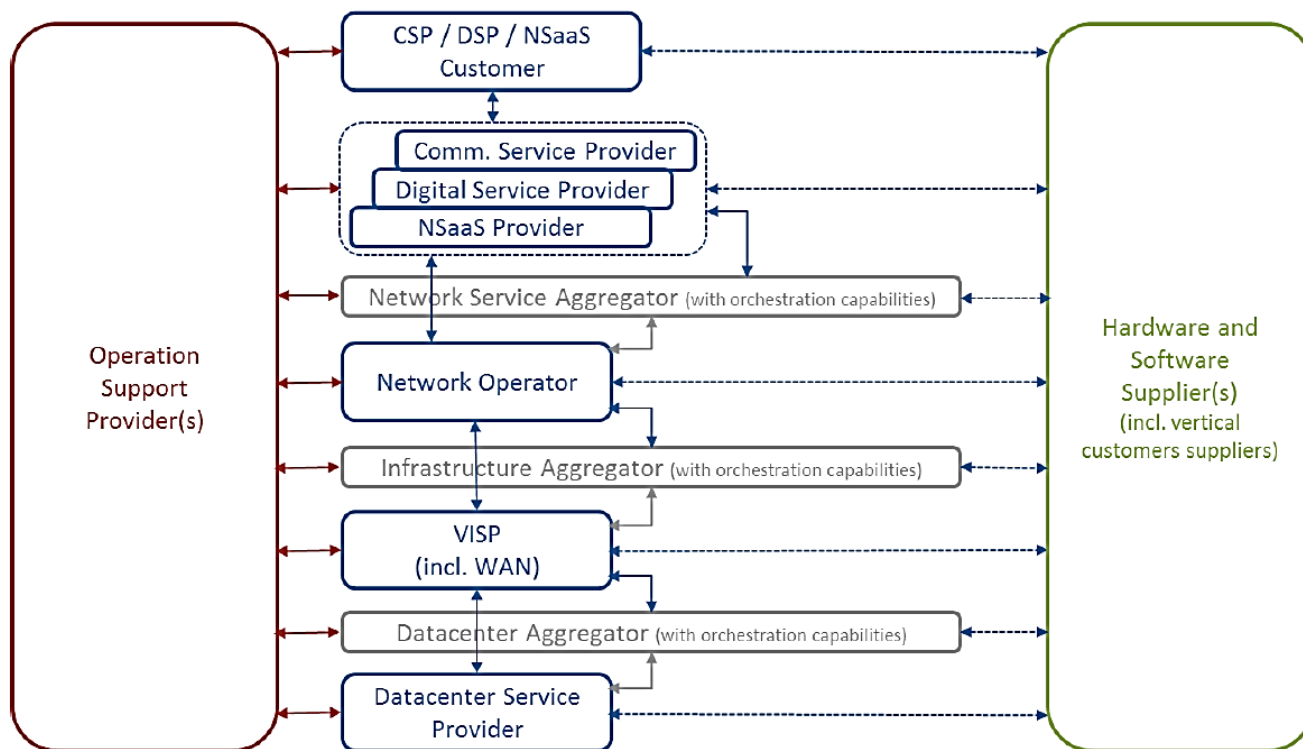 CSP / DSP / NSaaS
Customer
Comm. Service Provider
Digital Service Provider
NSaaS Provider
Network Service Aggregator (with orchestration capabilities)
Operation
Support
Provider(s)
Network Operator
Hardware and
Software
Supplier(s)
(incl. vertical
customers suppliers)
Infrastructure Aggregator (with orchestration capabilities)
VISP
(incl. WAN)
Datacenter Aggregator (with orchestration capabilities)
Datacenter Service
Provider